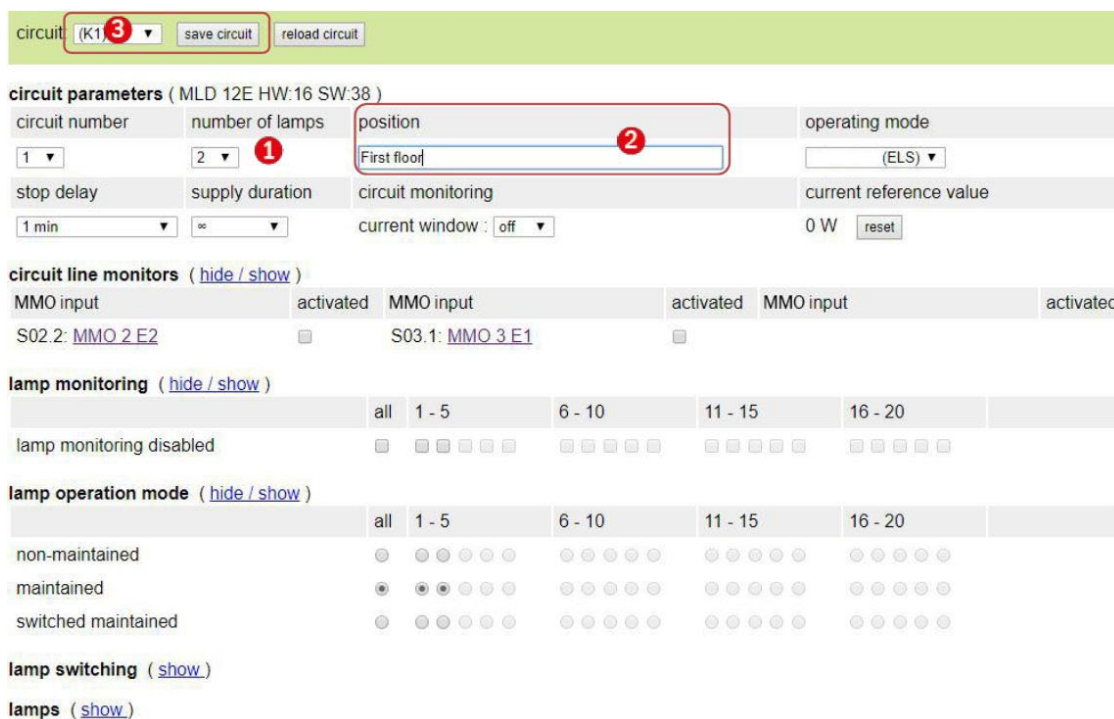 circuit: (K1) 3 save circuit reload circuit
circuit parameters ( MLD 12E HW:16 SW:38 )
circuit number number of lamps position operating mode
1 2 1 First floor 2 (ELS)
stop delay supply duration circuit monitoring current reference value
1 min ∞ current window : off 0 W reset
circuit line monitors ( hide / show )
MMO input activated MMO input activated MMO input activated
S02.2: MMO 2 E2 S03.1: MMO 3 E1
lamp monitoring ( hide / show )
all 1 - 5 6 - 10 11 - 15 16 - 20
lamp monitoring disabled
lamp operation mode ( hide / show )
all 1 - 5 6 - 10 11 - 15 16 - 20
non-maintained
maintained
switched maintained
lamp switching ( show )
lamps ( show )